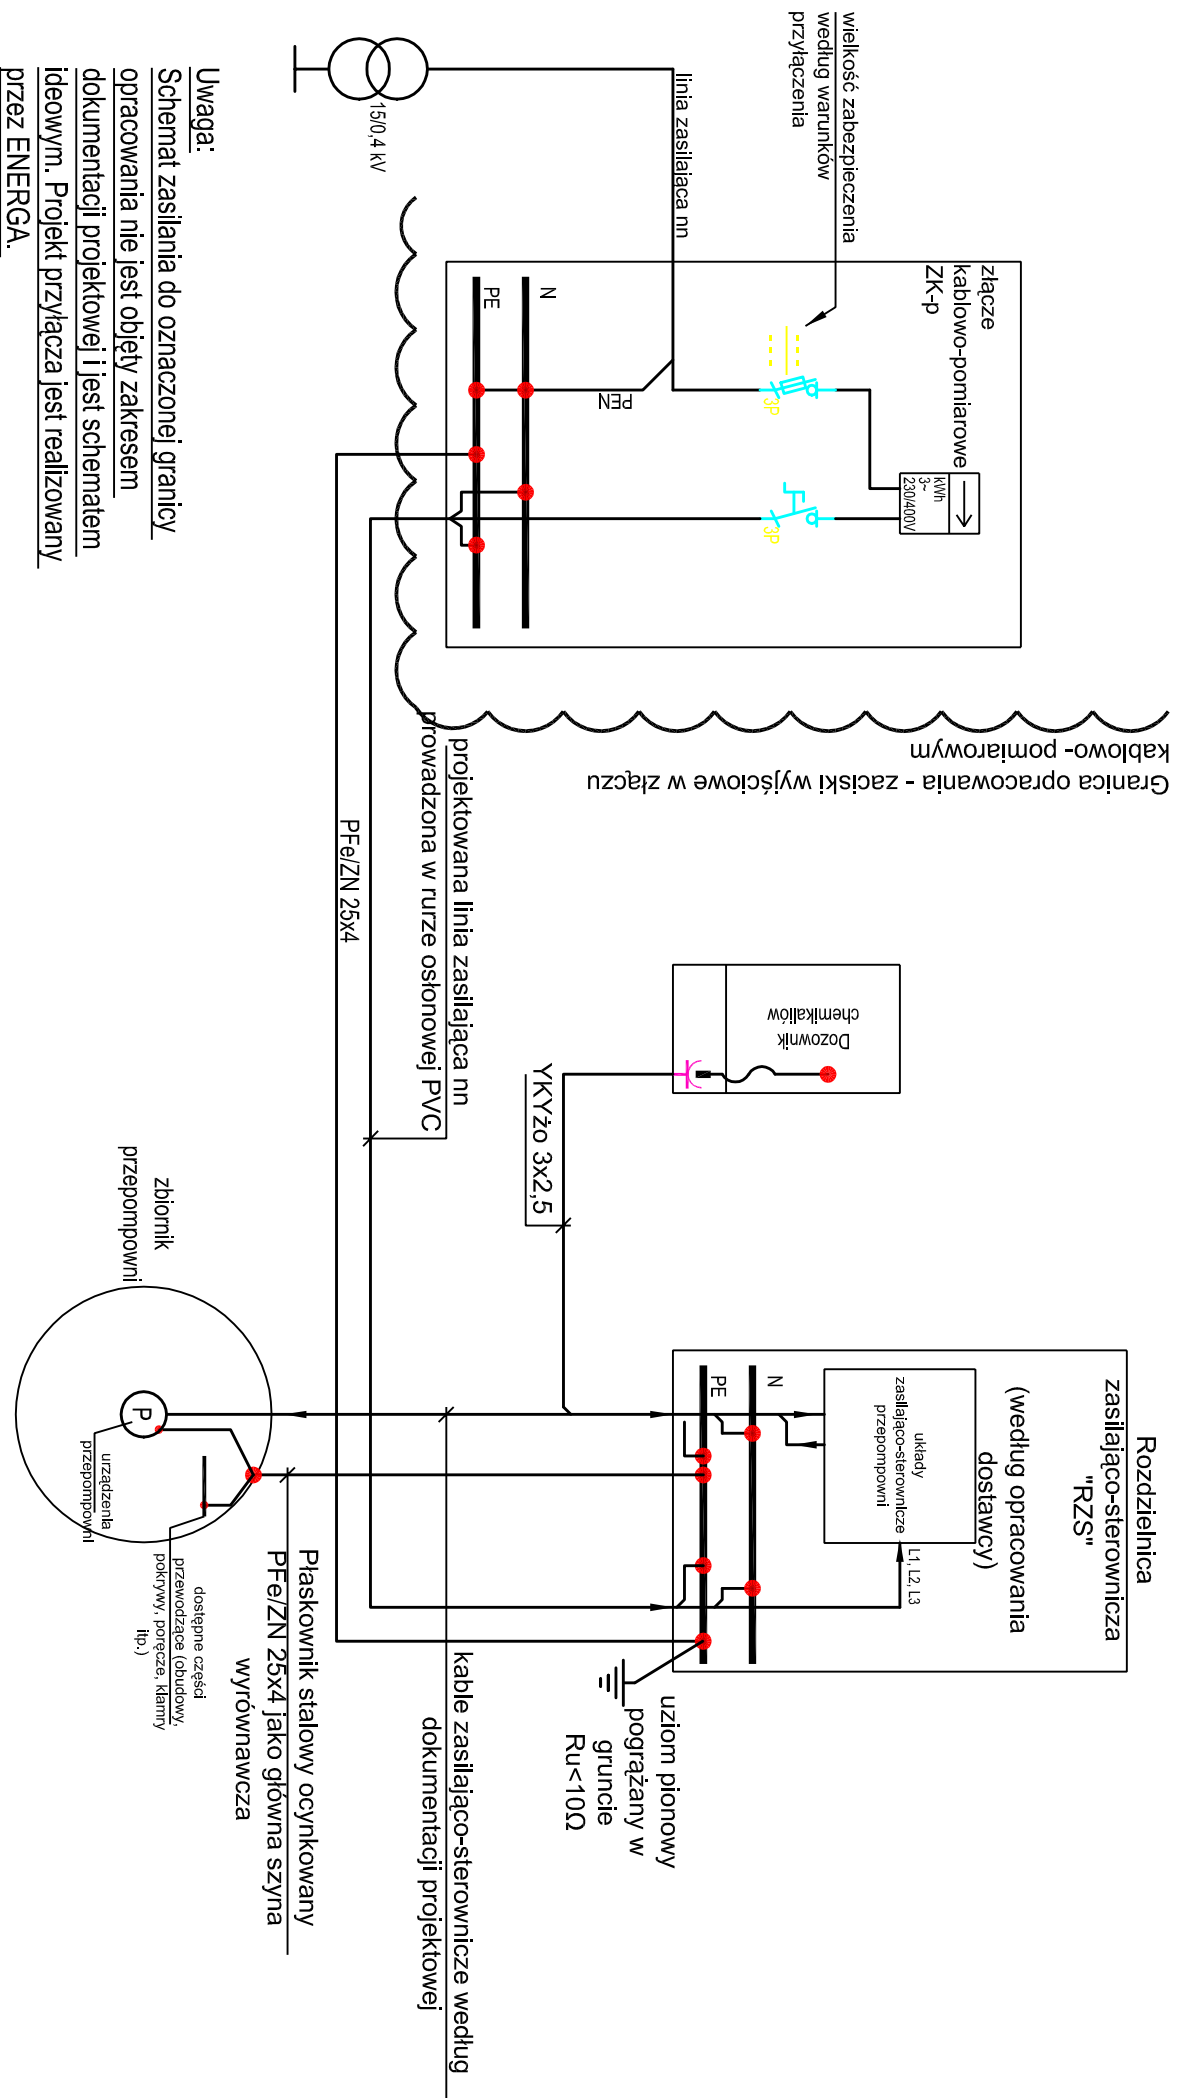 wielkość zabezpieczenia
według warunków
przyłączenia
linia zasilająca nn
15/0,4 kV
złącze
kablowo-pomiarowe
ZK-p
N
PE
PEN
3P
3P
kWh
3~
230/400V
Uwaga:
Schemat zasilania do oznaczonej granicy
opracowania nie jest objęty zakresem
dokumentacji projektowej i jest schematem
ideowym. Projekt przyłącza jest realizowany
przez ENERGA.
Granica opracowania - zaciski wyjściowe w złączu
kablowo- pomiarowym
projektowana linia zasilająca nn
prowadzona w rurze osłonowej PVC
PFe/ZN 25x4
Dozownik
chemikaliów
YKYżo 3x2,5
Rozdzielnica
zasilająco-sterownicza
"RZS"
(według opracowania
dostawcy)
układy
zasilająco-sterownicze
przepompowni
L1, L2, L3
N
PE
uziom pionowy
pogrążany w
gruncie
Ru<10Ω
kable zasilająco-sterownicze według
dokumentacji projektowej
Płaskownik stalowy ocynkowany
PFe/ZN 25x4 jako główna szyna
wyrównawcza
zbiornik
przepompowni
P
urządzenia
przepompowni
dostępne części
przewodzące (obudowy,
pokrywy, poręcze, klamry
itp.)